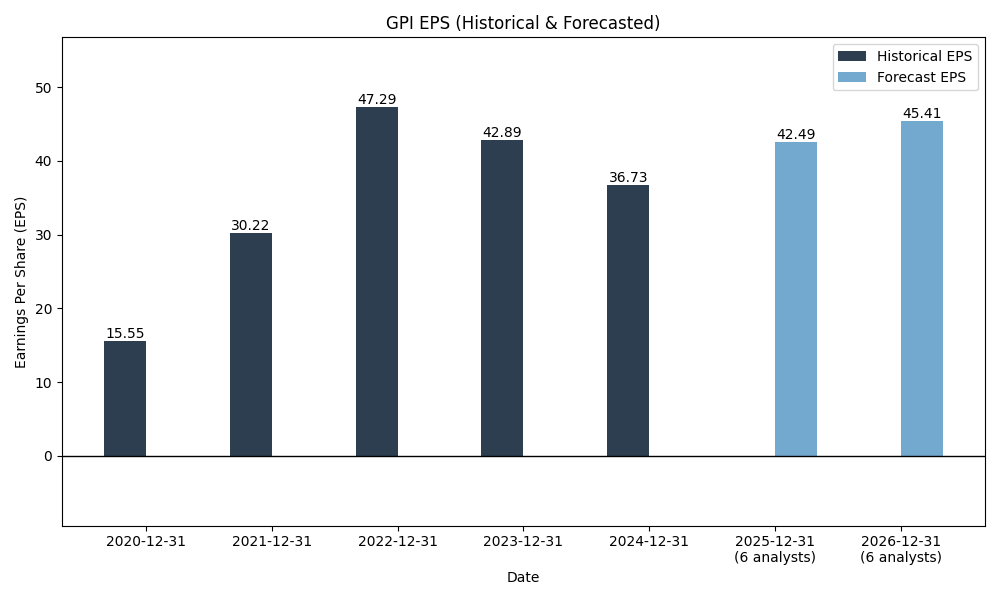 GPI EPS (Historical & Forecasted)
Historical EPS
Forecast EPS
Earnings Per Share (EPS)
50
40
30
20
10
0
15.55
30.22
47.29
42.89
36.73
42.49
45.41
2020-12-31
2021-12-31
2022-12-31
2023-12-31
2024-12-31
2025-12-31
(6 analysts)
2026-12-31
(6 analysts)
Date